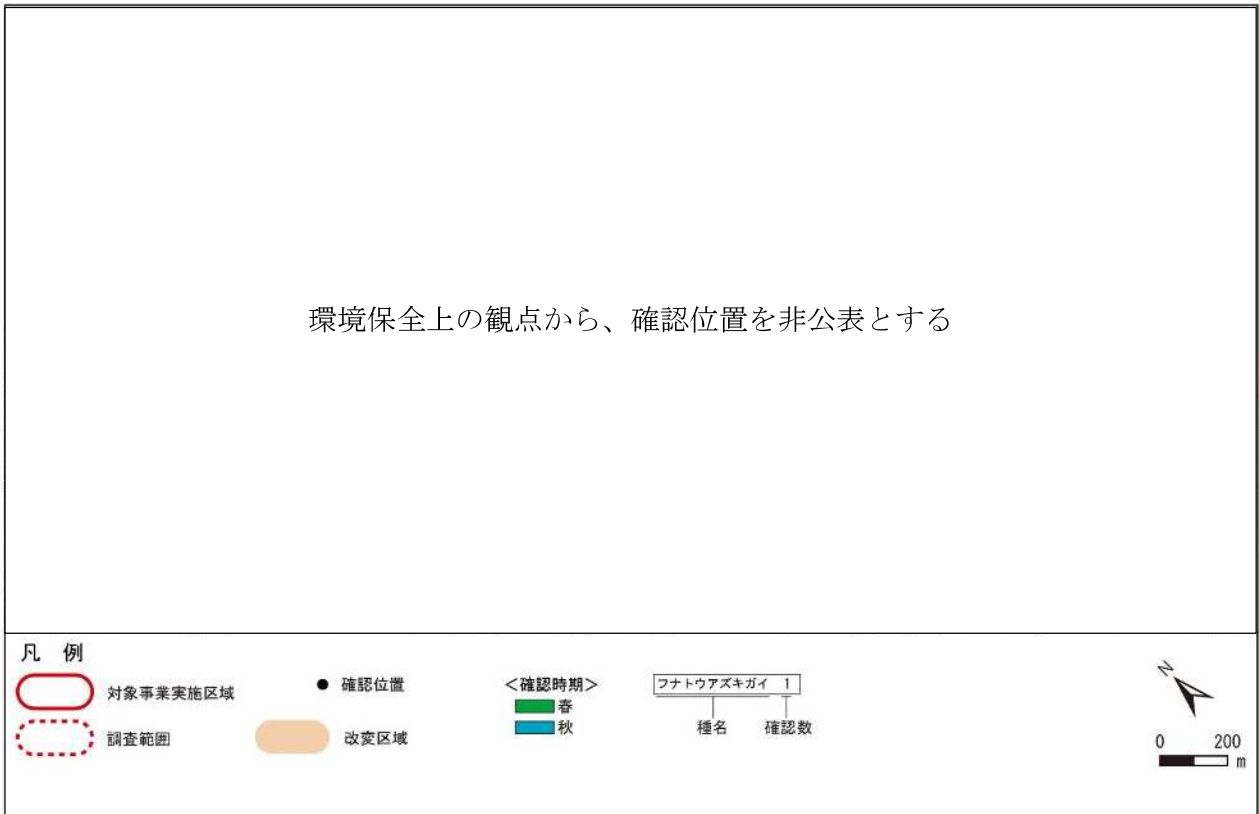 環境保全上の観点から、確認位置を非公表とする
凡 例
対象事業実施区域
調査範囲
確認位置
改変区域
＜確認時期＞
春
秋
フナトウアズキガイ 1
種名 確認数
N
0 200
m